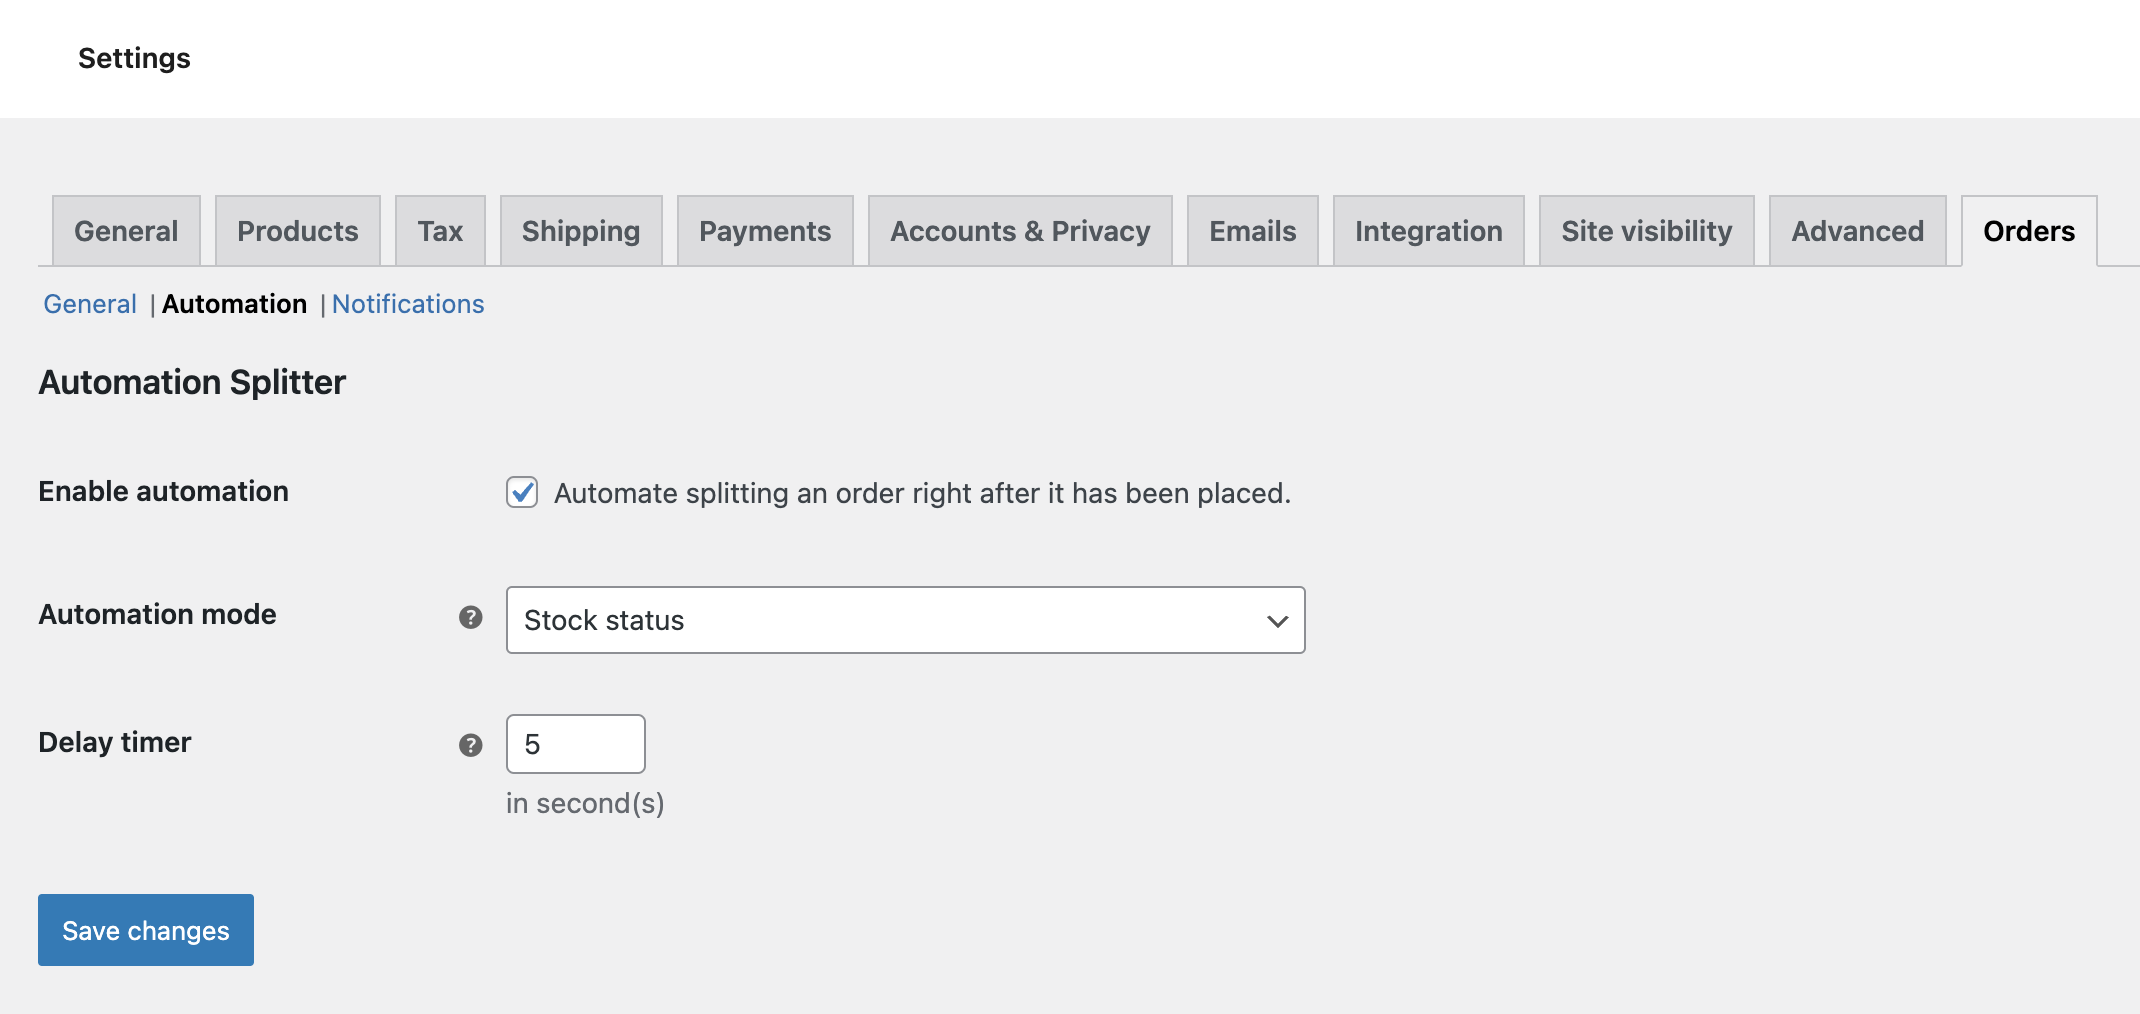 Settings
General Products Tax Shipping Payments Accounts & Privacy Emails Integration Site visibility Advanced Orders
General | Automation | Notifications
Automation Splitter
Enable automation Automate splitting an order right after it has been placed.
Automation mode ? Stock status
Delay timer ? 5
in second(s)
Save changes